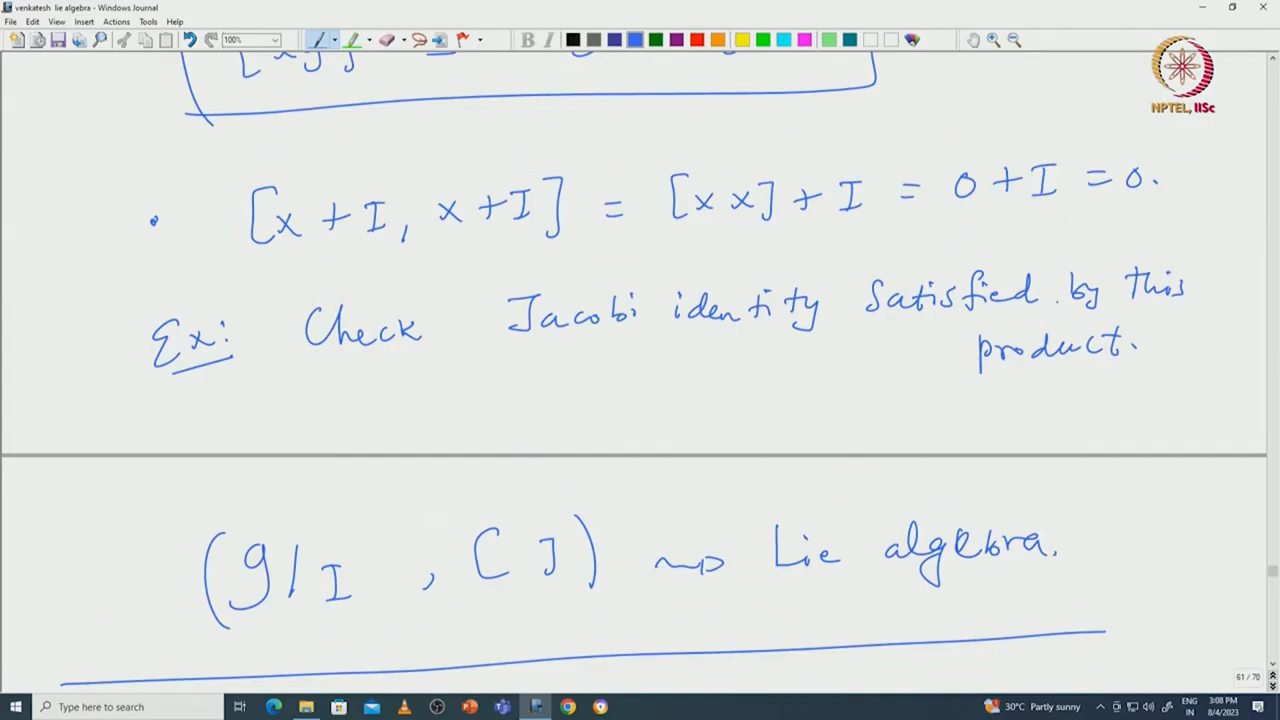 venkatesh lie algebra - Windows Journal
File Edit View Insert Actions Tools Help
100%
B I
NPTEL, IISc
[x + I, x + I] = [x x] + I = 0 + I = 0.
Ex: Check Jacobi identity satisfied by this
product.
(g/I, [ ]) ⇝ Lie algebra.
61 / 70
Type here to search
30°C Partly sunny
ENG
IN
3:08 PM
8/4/2023